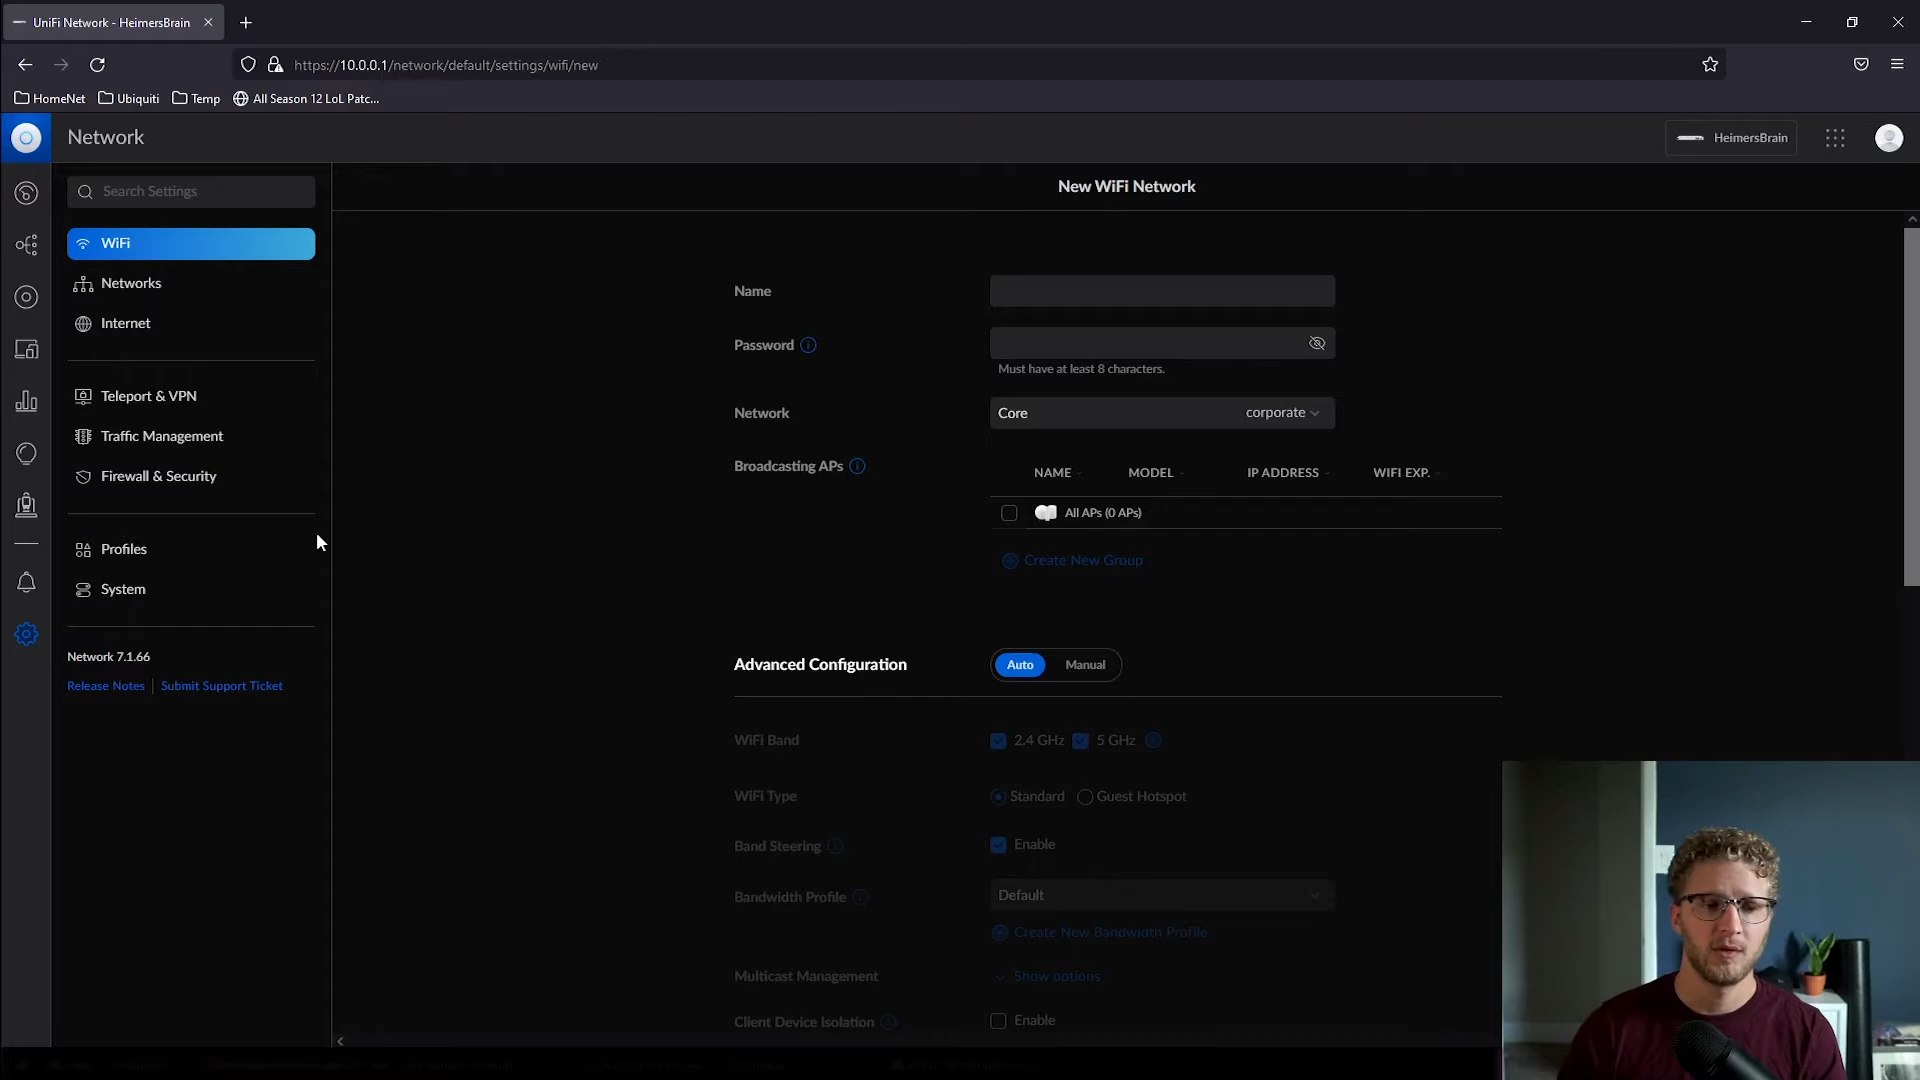 UniFi Network - HeimersBrain
https://10.0.0.1/network/default/settings/wifi/new
HomeNet Ubiquiti Temp All Season 12 LoL Patc...
Network
HeimersBrain
Search Settings
WiFi
Networks
Internet
Teleport & VPN
Traffic Management
Firewall & Security
Profiles
System
Network 7.1.66
Release Notes Submit Support Ticket
New WiFi Network
Name
Password
Must have at least 8 characters.
Network Core corporate
Broadcasting APs
NAME MODEL IP ADDRESS WIFI EXP.
All APs (0 APs)
Create New Group
Advanced Configuration Auto Manual
WiFi Band 2.4 GHz 5 GHz
WiFi Type Standard Guest Hotspot
Band Steering Enable
Bandwidth Profile Default
Create New Bandwidth Profile
Multicast Management Show options
Client Device Isolation Enable